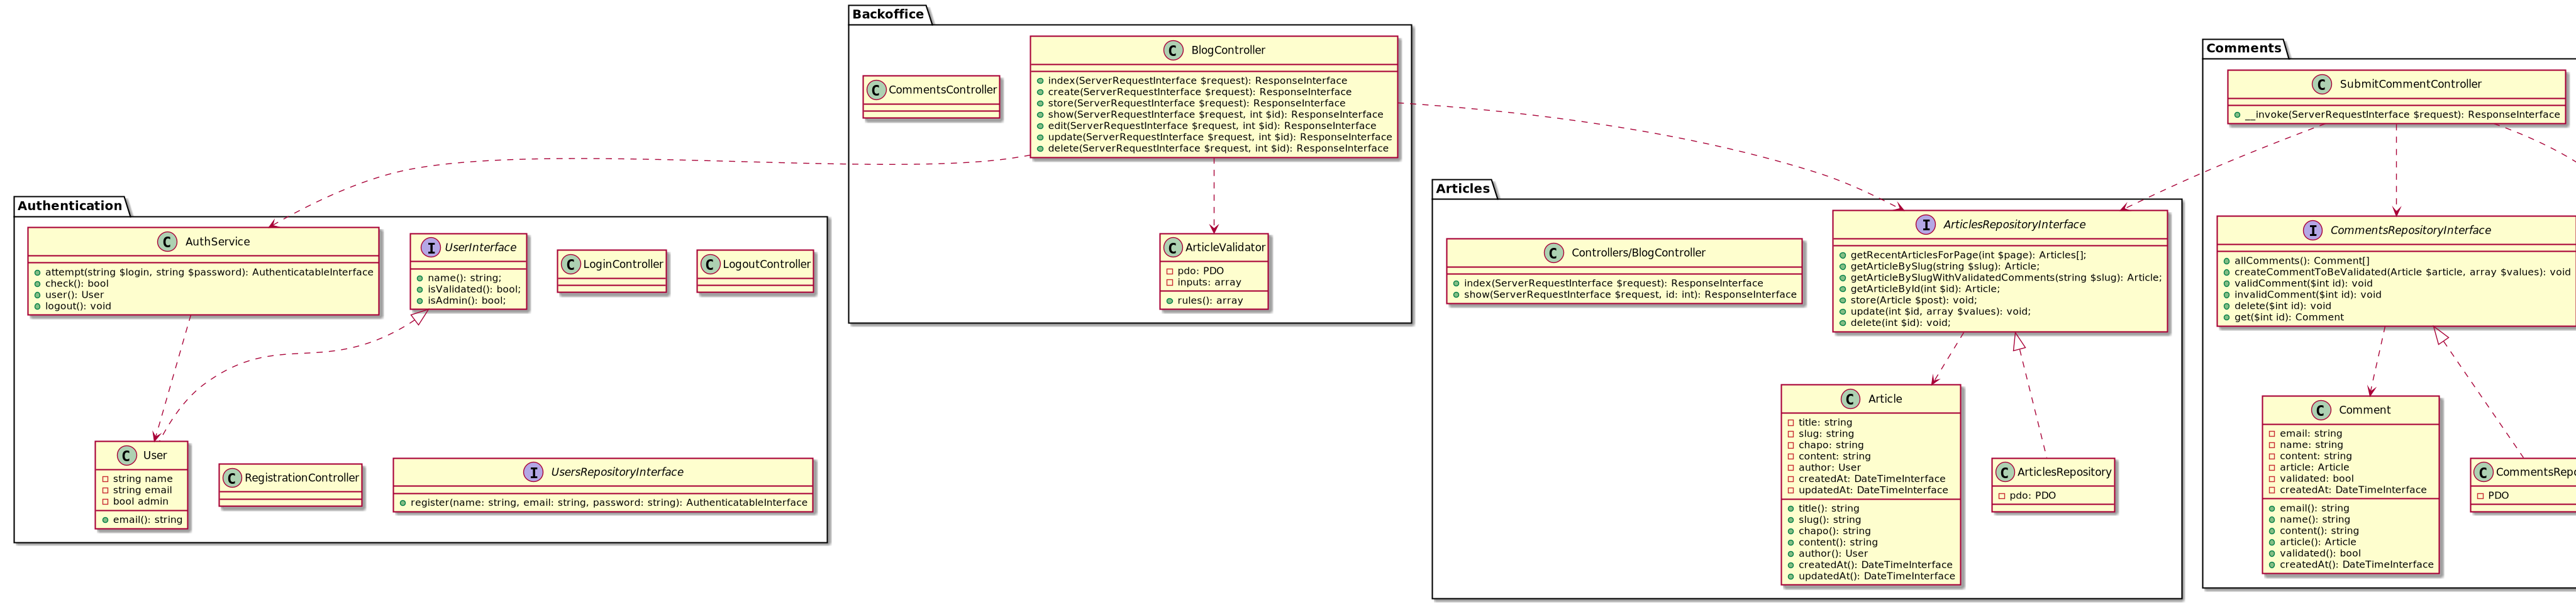 Backoffice
CommentsController
BlogController
index(ServerRequestInterface $request): ResponseInterface
create(ServerRequestInterface $request): ResponseInterface
store(ServerRequestInterface $request): ResponseInterface
show(ServerRequestInterface $request, int $id): ResponseInterface
edit(ServerRequestInterface $request, int $id): ResponseInterface
update(ServerRequestInterface $request, int $id): ResponseInterface
delete(ServerRequestInterface $request, int $id): ResponseInterface
ArticleValidator
pdo: PDO
inputs: array
rules(): array
Authentication
AuthService
attempt(string $login, string $password): AuthenticatableInterface
check(): bool
user(): User
logout(): void
UserInterface
name(): string;
isValidated(): bool;
isAdmin(): bool;
LoginController
LogoutController
User
string name
string email
bool admin
email(): string
RegistrationController
UsersRepositoryInterface
register(name: string, email: string, password: string): AuthenticatableInterface
Articles
Controllers/BlogController
index(ServerRequestInterface $request): ResponseInterface
show(ServerRequestInterface $request, id: int): ResponseInterface
ArticlesRepositoryInterface
getRecentArticlesForPage(int $page): Articles[];
getArticleBySlug(string $slug): Article;
getArticleBySlugWithValidatedComments(string $slug): Article;
getArticleById(int $id): Article;
store(Article $post): void;
update(int $id, array $values): void;
delete(int $id): void;
Article
title: string
slug: string
chapo: string
content: string
author: User
createdAt: DateTimeInterface
updatedAt: DateTimeInterface
title(): string
slug(): string
chapo(): string
content(): string
author(): User
createdAt(): DateTimeInterface
updatedAt(): DateTimeInterface
ArticlesRepository
pdo: PDO
Comments
SubmitCommentController
__invoke(ServerRequestInterface $request): ResponseInterface
CommentsRepositoryInterface
allComments(): Comment[]
createCommentToBeValidated(Article $article, array $values): void
validComment($int id): void
invalidComment($int id): void
delete($int id): void
get($int id): Comment
Comment
email: string
name: string
content: string
article: Article
validated: bool
createdAt: DateTimeInterface
email(): string
name(): string
content(): string
article(): Article
validated(): bool
createdAt(): DateTimeInterface
PDO